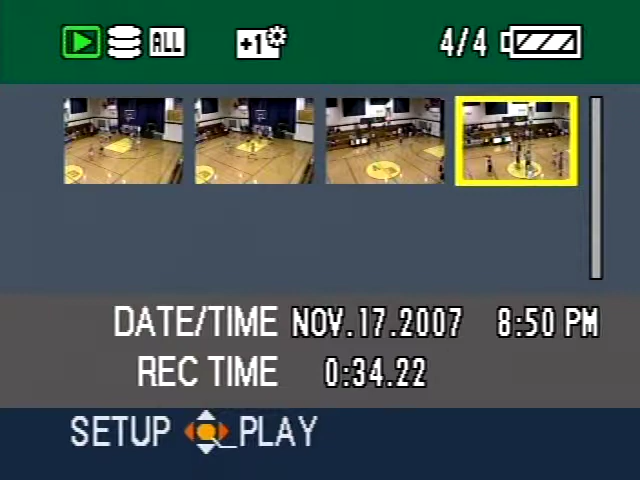 ALL +1 4/4
DATE/TIME NOV.17.2007 8:50 PM
REC TIME 0:34.22
SETUP PLAY